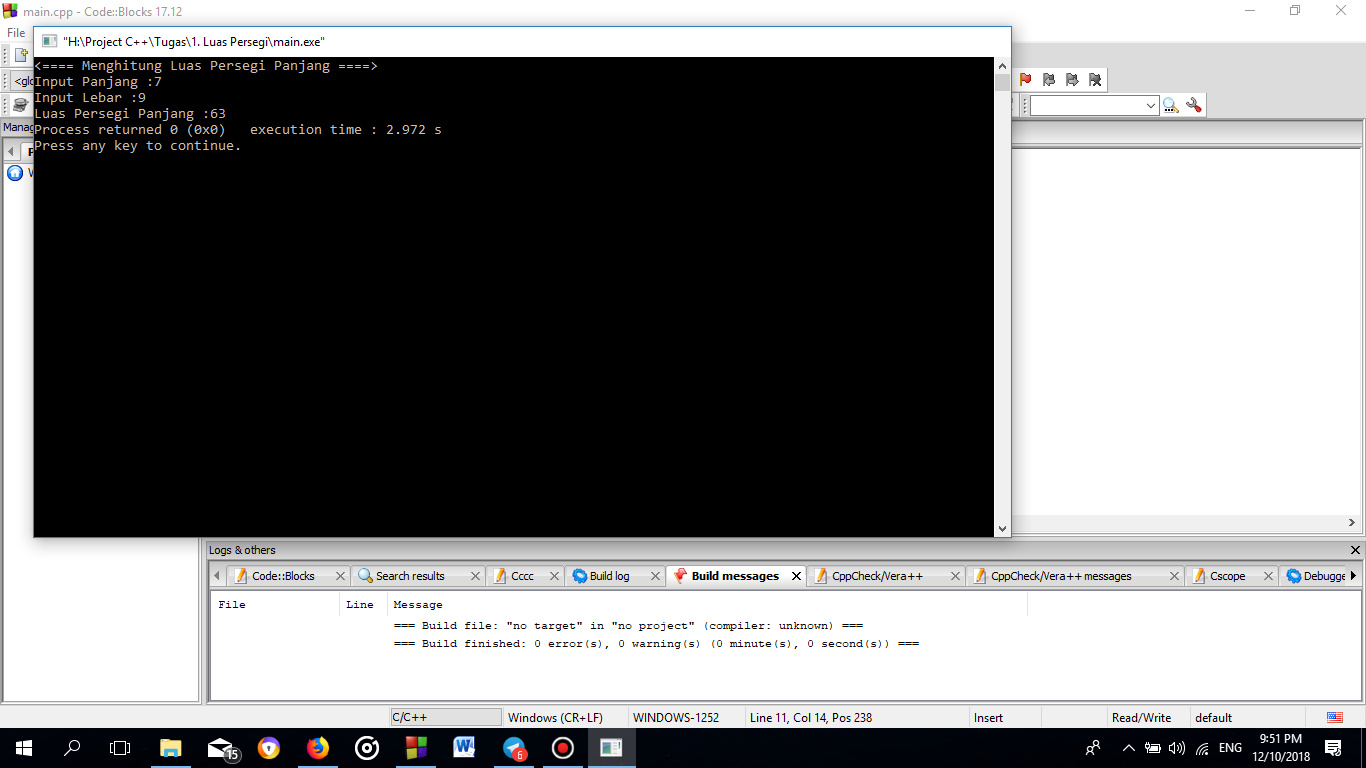 main.cpp - Code::Blocks 17.12
File
"H:\Project C++\Tugas\1. Luas Persegi\main.exe"
<==== Menghitung Luas Persegi Panjang ====>
Input Panjang :7
Input Lebar :9
Luas Persegi Panjang :63
Process returned 0 (0x0)   execution time : 2.972 s
Press any key to continue.
Logs & others
Code::Blocks
Search results
Cccc
Build log
Build messages
CppCheck/Vera++
CppCheck/Vera++ messages
Cscope
File Line Message
=== Build file: "no target" in "no project" (compiler: unknown) ===
=== Build finished: 0 error(s), 0 warning(s) (0 minute(s), 0 second(s)) ===
C/C++ Windows (CR+LF) WINDOWS-1252 Line 11, Col 14, Pos 238 Insert Read/Write default
15
6
ENG
9:51 PM
12/10/2018